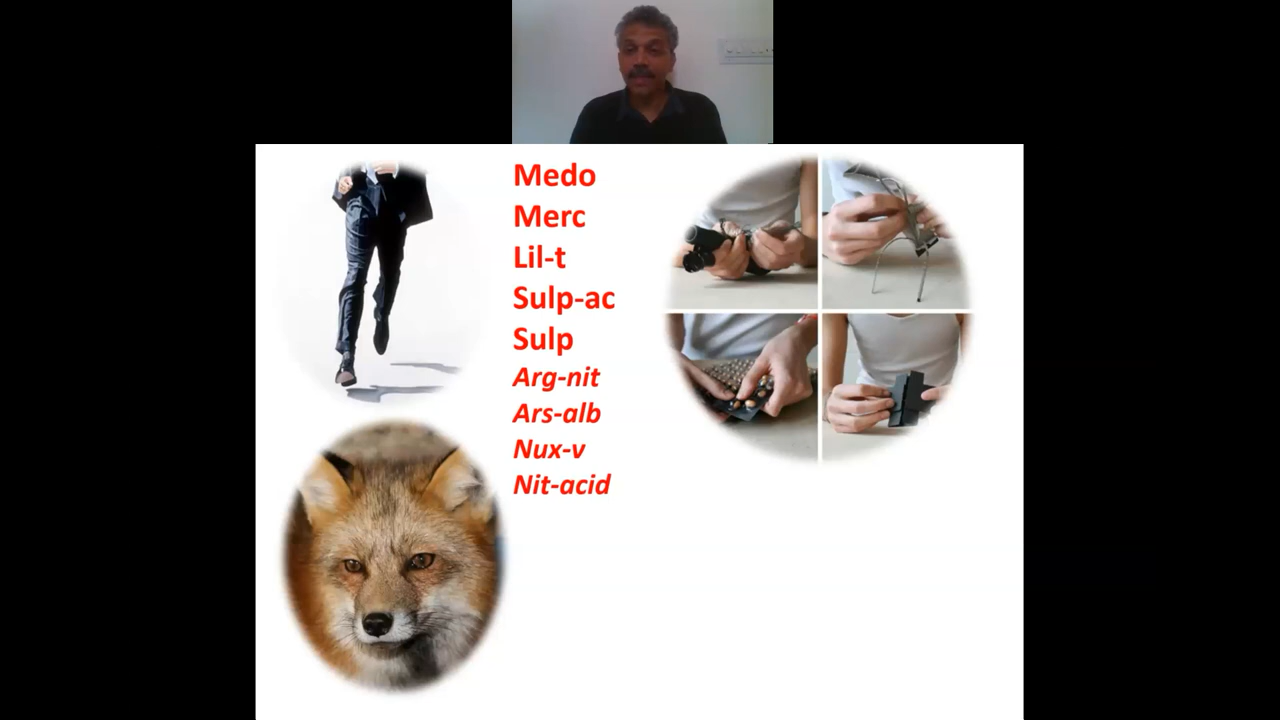 Medo
Merc
Lil-t
Sulp-ac
Sulp
Arg-nit
Ars-alb
Nux-v
Nit-acid